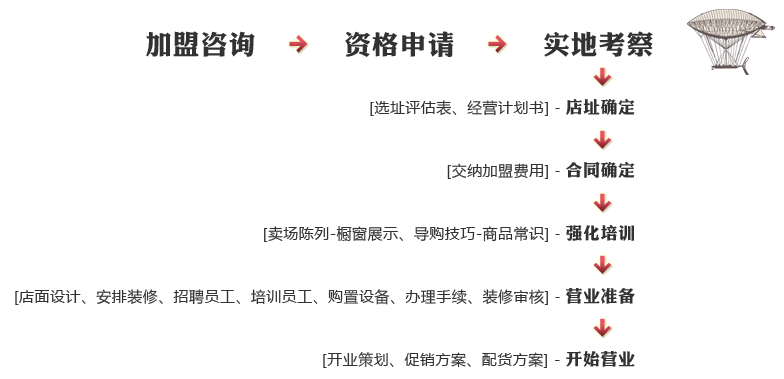 加盟咨询 资格申请 实地考察
[选址评估表、经营计划书] - 店址确定
[交纳加盟费用] - 合同确定
[卖场陈列-橱窗展示、导购技巧-商品常识] - 强化培训
[店面设计、安排装修、招聘员工、培训员工、购置设备、办理手续、装修审核] - 营业准备
[开业策划、促销方案、配货方案] - 开始营业